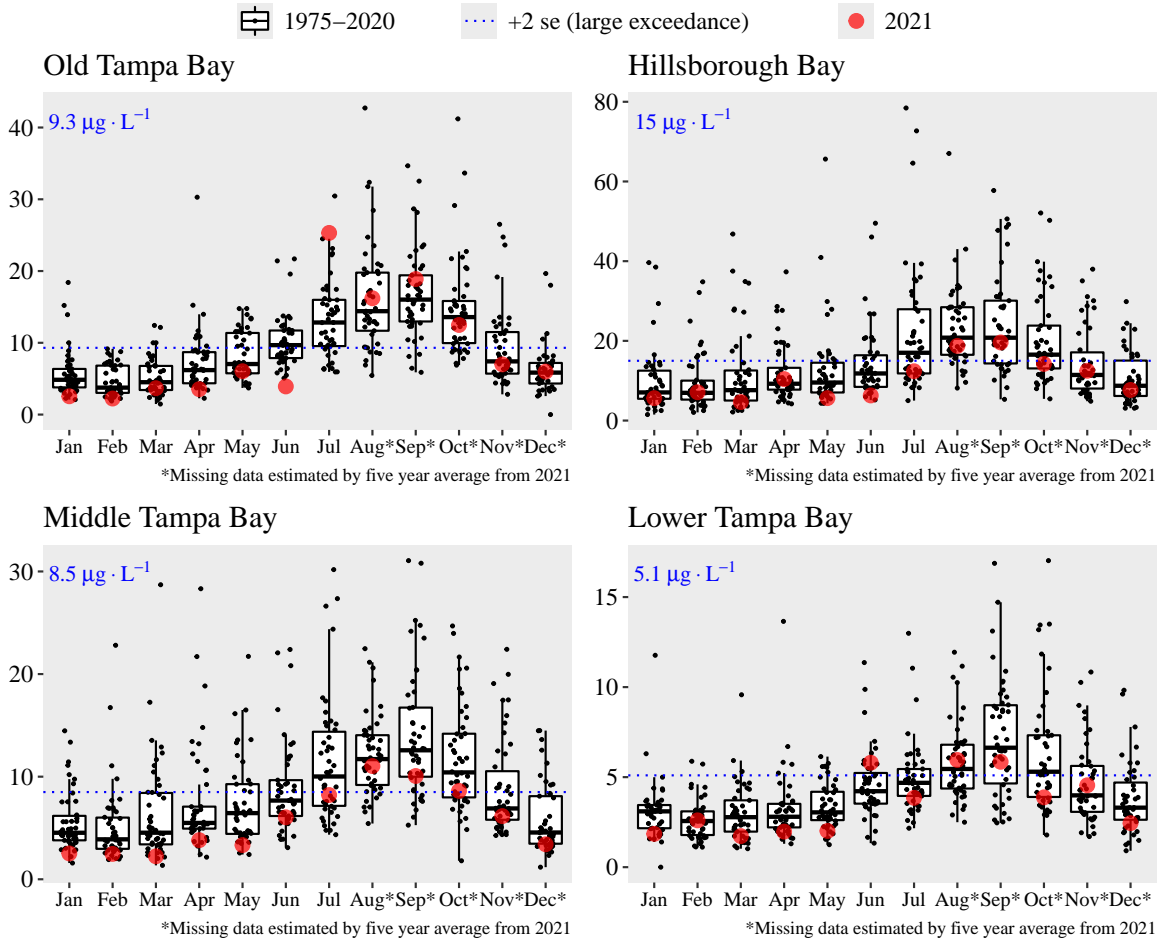 1975−2020 +2 se (large exceedance) 2021
Old Tampa Bay
9.3 μg · L⁻¹
40
30
20
10
0
Jan Feb Mar Apr May Jun Jul Aug* Sep* Oct* Nov* Dec*
*Missing data estimated by five year average from 2021
Hillsborough Bay
15 μg · L⁻¹
80
60
40
20
0
Jan Feb Mar Apr May Jun Jul Aug* Sep* Oct* Nov* Dec*
*Missing data estimated by five year average from 2021
Middle Tampa Bay
8.5 μg · L⁻¹
30
20
10
0
Jan Feb Mar Apr May Jun Jul Aug* Sep* Oct* Nov* Dec*
*Missing data estimated by five year average from 2021
Lower Tampa Bay
5.1 μg · L⁻¹
15
10
5
0
Jan Feb Mar Apr May Jun Jul Aug* Sep* Oct* Nov* Dec*
*Missing data estimated by five year average from 2021